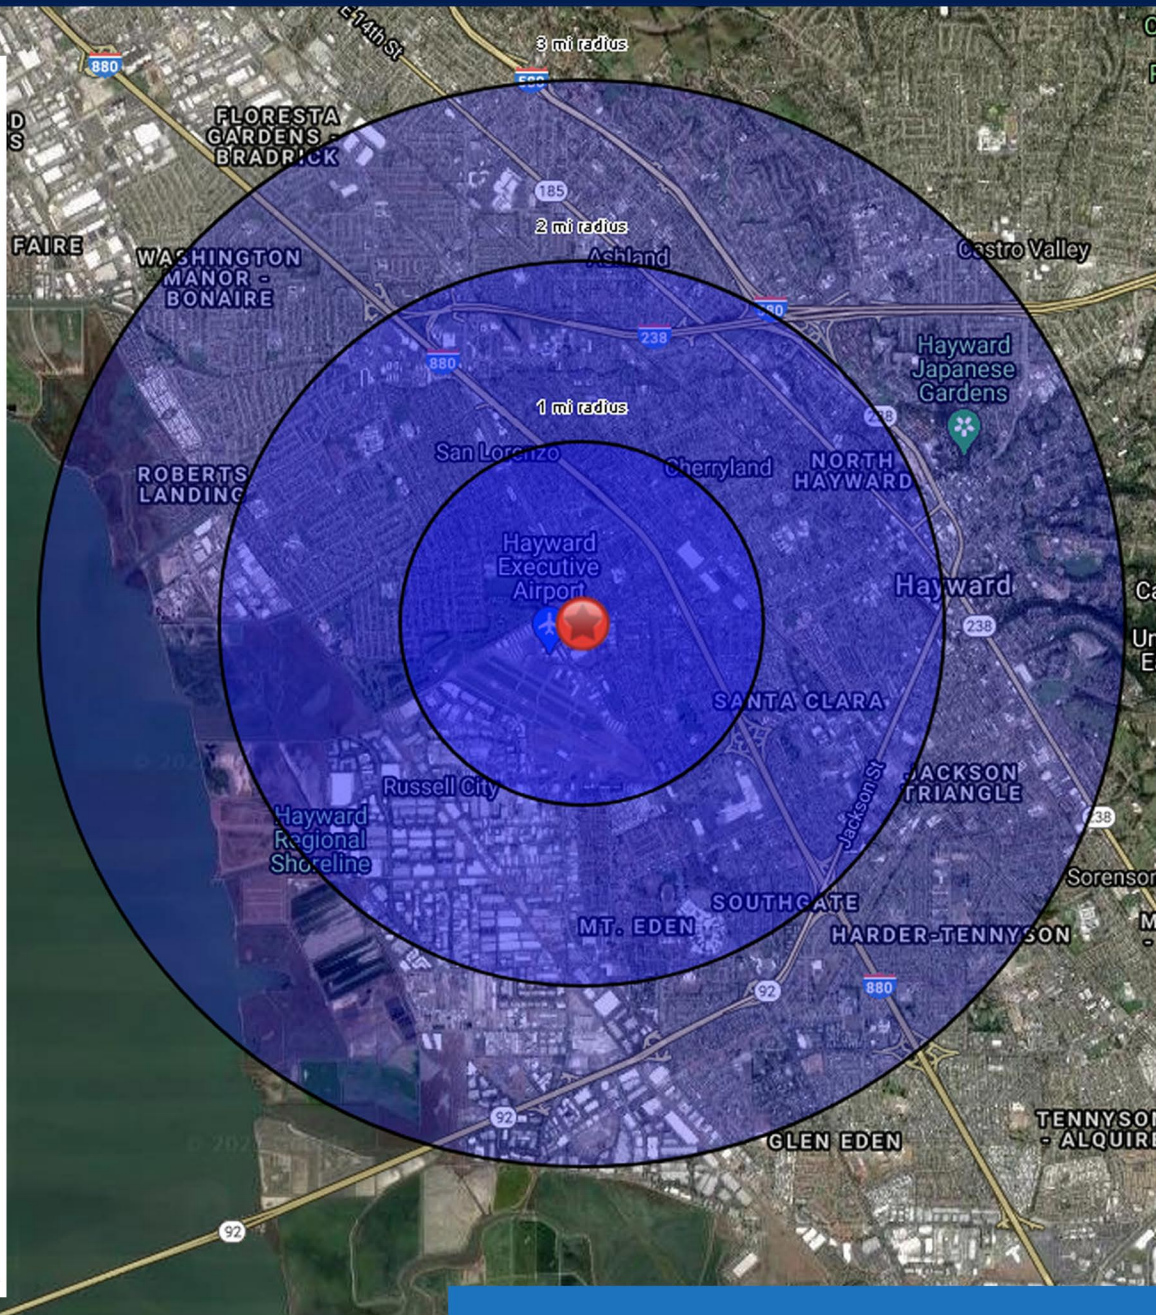 E 14th St
3 mi radius
880
580
D
S
FLORESTA
GARDENS -
BRADRICK
185
2 mi radius
Ashland
Castro Valley
FAIRE
WASHINGTON
MANOR -
BONAIRE
580
238
880
Hayward
Japanese
Gardens
1 mi radius
238
San Lorenzo
Cherryland
NORTH
HAYWARD
ROBERTS
LANDING
Hayward
Executive
Airport
Hayward
238
SANTA CLARA
Russell City
JACKSON
TRIANGLE
Jackson St
Hayward
Regional
Shoreline
238
Sorenson
SOUTHGATE
MT. EDEN
HARDER-TENNYSON
92
880
92
GLEN EDEN
TENNYSON
- ALQUIRE
92